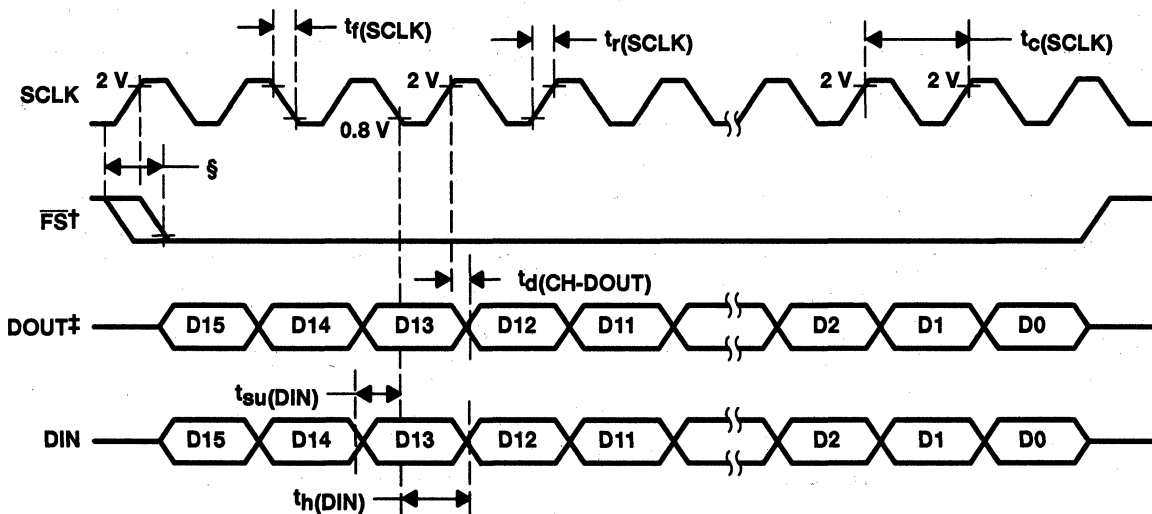 tf(SCLK)
tr(SCLK)
tc(SCLK)
SCLK
2 V
2 V
2 V
2 V
0.8 V
§
F̅S̅†
td(CH-DOUT)
DOUT‡
D15 D14 D13 D12 D11 D2 D1 D0
tsu(DIN)
DIN
D15 D14 D13 D12 D11 D2 D1 D0
th(DIN)